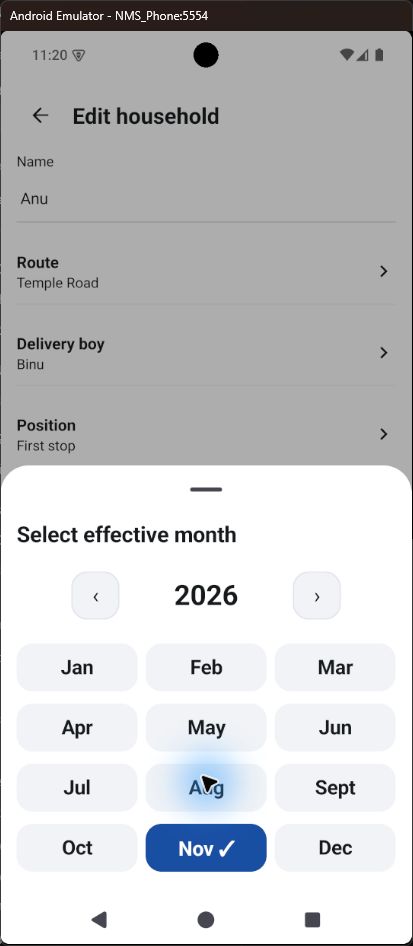 Android Emulator - NMS_Phone:5554
11:20
Edit household
Name
Anu
Route
Temple Road
Delivery boy
Binu
Position
First stop
Select effective month
‹ 2026 ›
Jan Feb Mar
Apr May Jun
Jul Aug Sept
Oct Nov ✓ Dec